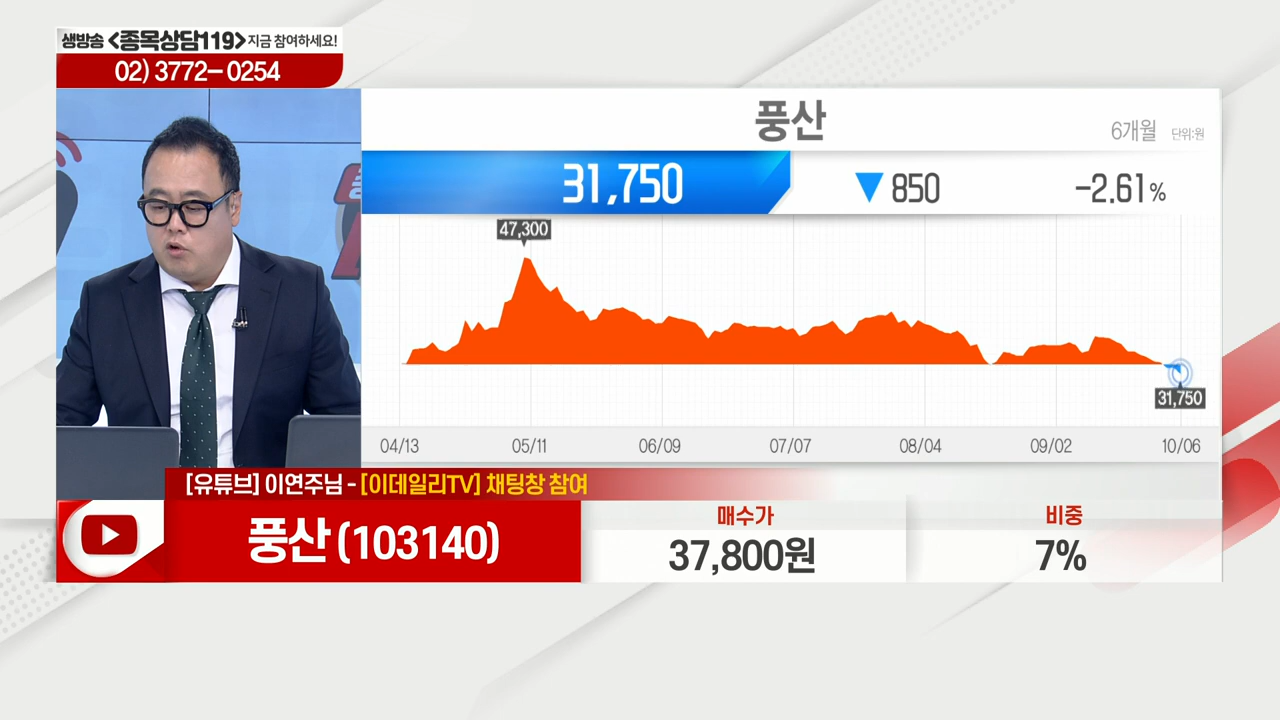 생방송 <종목상담119> 지금 참여하세요!
02) 3772-0254
풍산
6개월 단위:원
31,750 ▼ 850 -2.61%
47,300
31,750
04/13 05/11 06/09 07/07 08/04 09/02 10/06
[유튜브] 이연주님 - [이데일리TV] 채팅창 참여
풍산 (103140)
매수가
37,800원
비중
7%